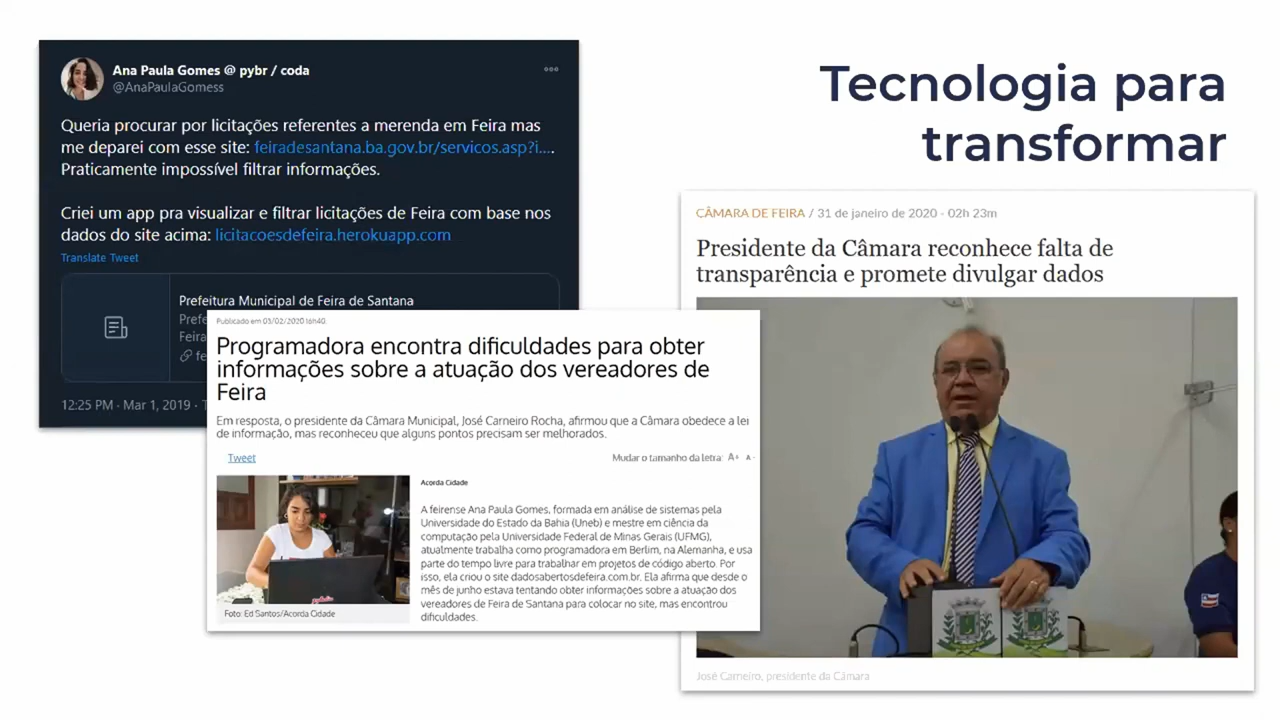 Ana Paula Gomes @ pybr / coda
@AnaPaulaGomess
Queria procurar por licitações referentes a merenda em Feira mas
me deparei com esse site: feiradesantana.ba.gov.br/servicos.asp?i....
Praticamente impossível filtrar informações.
Criei um app pra visualizar e filtrar licitações de Feira com base nos
dados do site acima: licitacoesdefeira.herokuapp.com
Translate Tweet
Prefeitura Municipal de Feira de Santana
Prefe
Feira
fe
12:25 PM · Mar 1, 2019 · T
Tecnologia para
transformar
Publicado em 03/02/2020 16h40.
Programadora encontra dificuldades para obter
informações sobre a atuação dos vereadores de
Feira
Em resposta, o presidente da Câmara Municipal, José Carneiro Rocha, afirmou que a Câmara obedece a lei
de informação, mas reconheceu que alguns pontos precisam ser melhorados.
Tweet
Mudar o tamanho da letra: A+ A-
Acorda Cidade
A feirense Ana Paula Gomes, formada em análise de sistemas pela
Universidade do Estado da Bahia (Uneb) e mestre em ciência da
computação pela Universidade Federal de Minas Gerais (UFMG),
atualmente trabalha como programadora em Berlim, na Alemanha, e usa
parte do tempo livre para trabalhar em projetos de código aberto. Por
isso, ela criou o site dadosabertosdefeira.com.br. Ela afirma que desde o
mês de junho estava tentando obter informações sobre a atuação dos
vereadores de Feira de Santana para colocar no site, mas encontrou
dificuldades.
Foto: Ed Santos/Acorda Cidade
CÂMARA DE FEIRA / 31 de janeiro de 2020 - 02h 23m
Presidente da Câmara reconhece falta de
transparência e promete divulgar dados
José Carneiro, presidente da Câmara